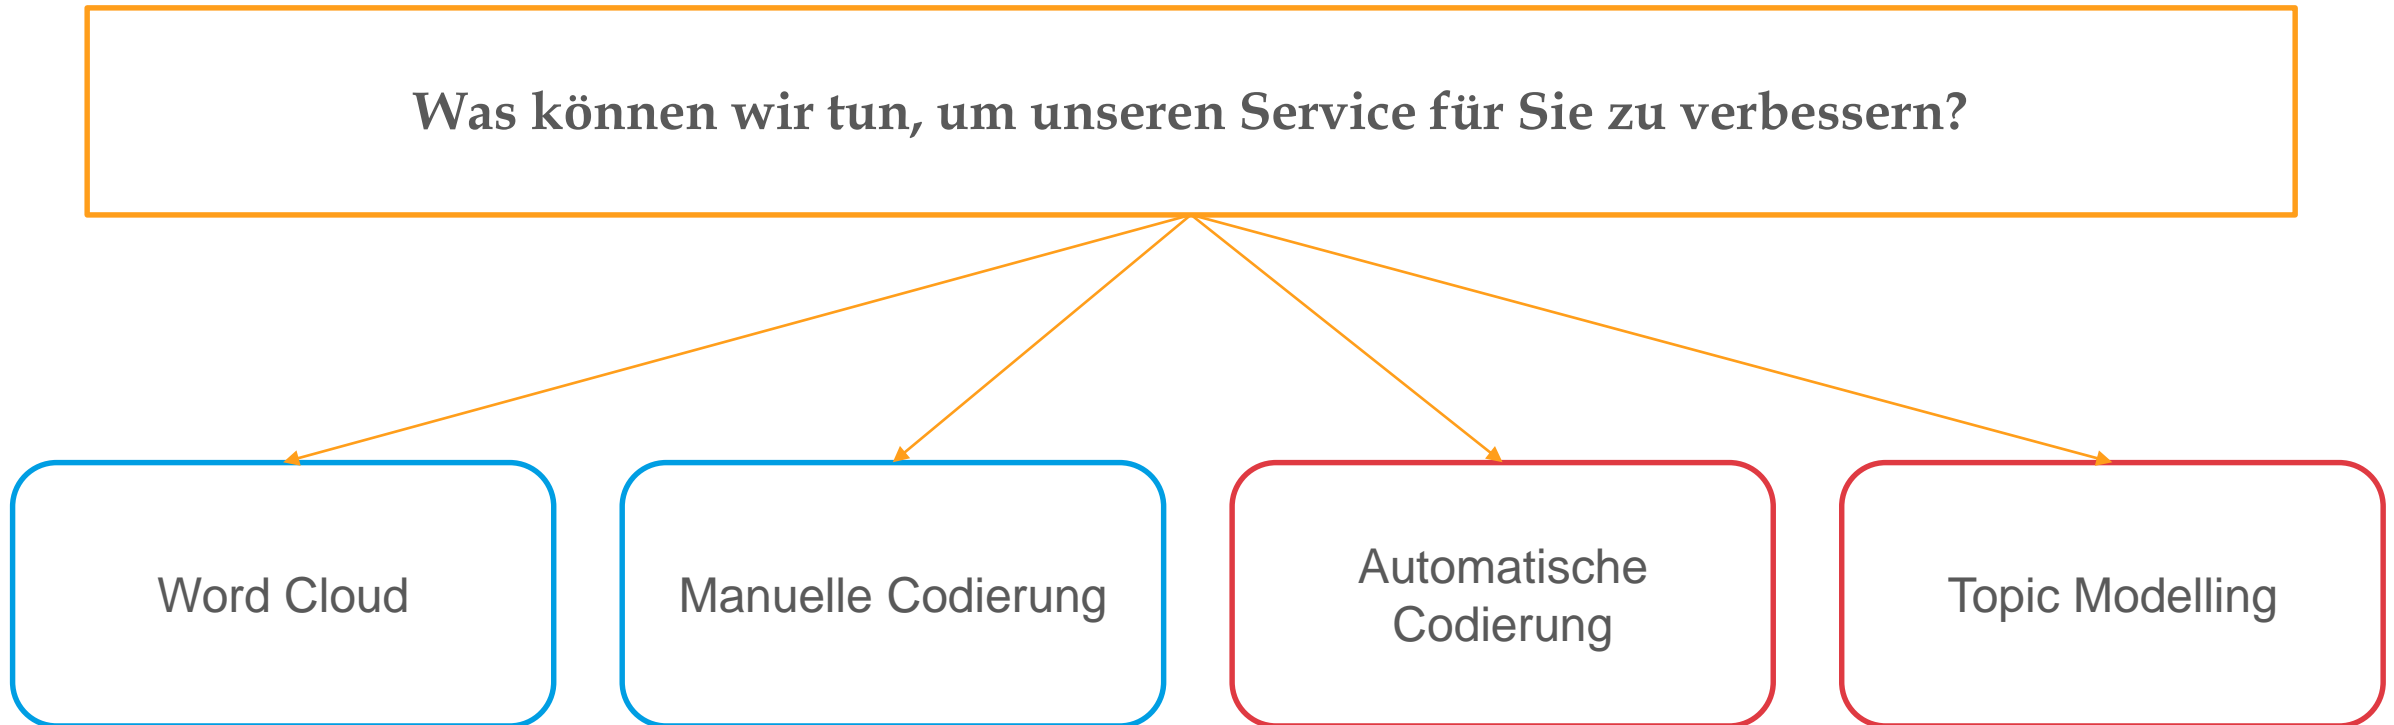 Was können wir tun, um unseren Service für Sie zu verbessern?
Word Cloud
Manuelle Codierung
Automatische
Codierung
Topic Modelling